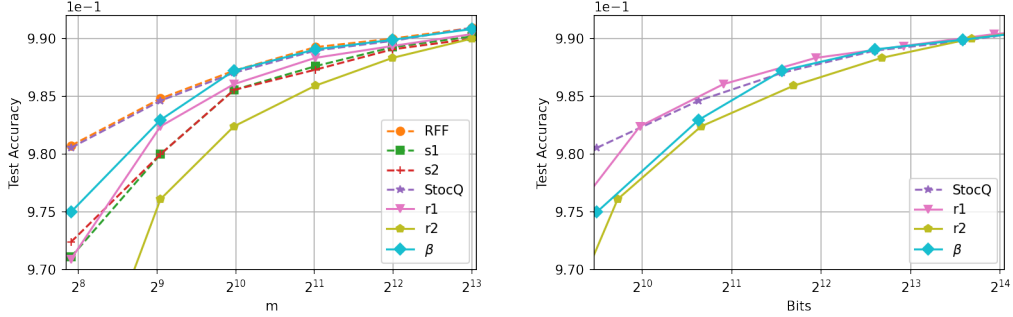 1e−1
9.90
9.85
9.80
9.75
9.70
Test Accuracy
2^8 2^9 2^10 2^11 2^12 2^13
m
RFF
s1
s2
StocQ
r1
r2
β
1e−1
9.90
9.85
9.80
9.75
9.70
Test Accuracy
2^10 2^11 2^12 2^13 2^14
Bits
StocQ
r1
r2
β